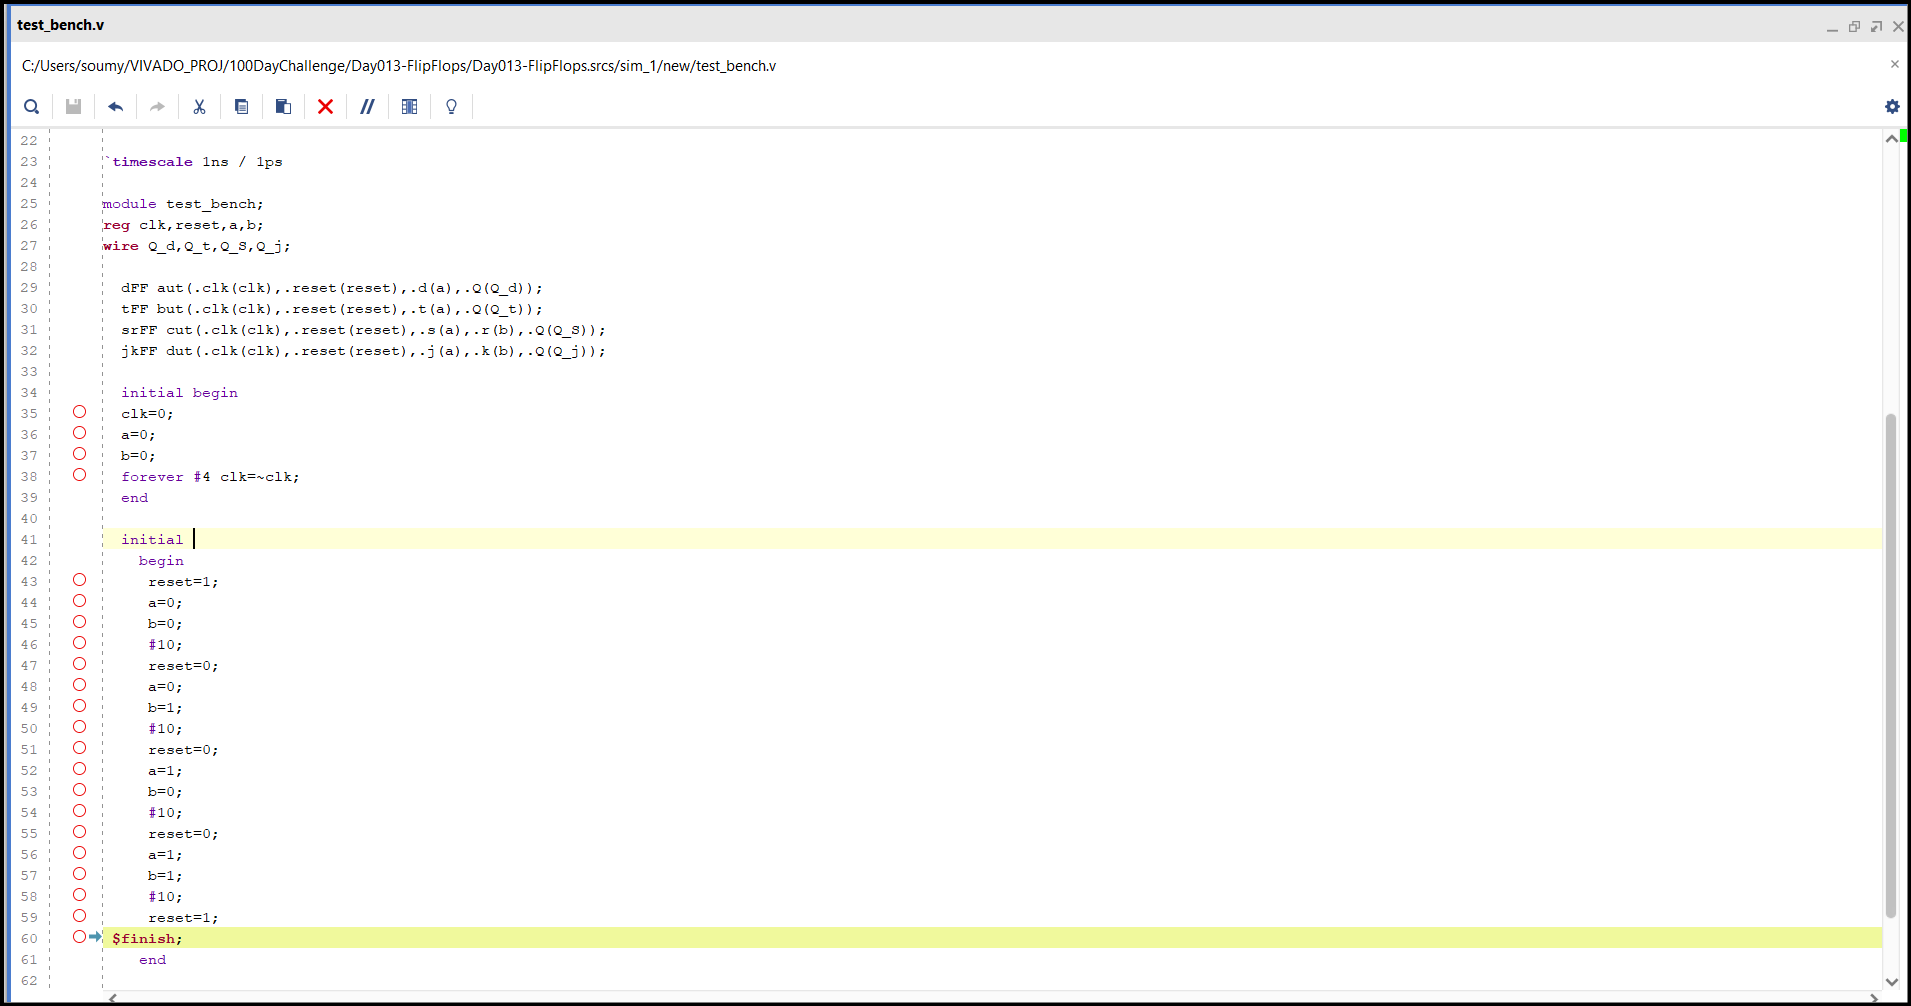 test_bench.v
C:/Users/soumy/VIVADO_PROJ/100DayChallenge/Day013-FlipFlops/Day013-FlipFlops.srcs/sim_1/new/test_bench.v
22
23 `timescale 1ns / 1ps
24
25 module test_bench;
26 reg clk,reset,a,b;
27 wire Q_d,Q_t,Q_S,Q_j;
28
29 dFF aut(.clk(clk),.reset(reset),.d(a),.Q(Q_d));
30 tFF but(.clk(clk),.reset(reset),.t(a),.Q(Q_t));
31 srFF cut(.clk(clk),.reset(reset),.s(a),.r(b),.Q(Q_S));
32 jkFF dut(.clk(clk),.reset(reset),.j(a),.k(b),.Q(Q_j));
33
34 initial begin
35 clk=0;
36 a=0;
37 b=0;
38 forever #4 clk=~clk;
39 end
40
41 initial
42 begin
43 reset=1;
44 a=0;
45 b=0;
46 #10;
47 reset=0;
48 a=0;
49 b=1;
50 #10;
51 reset=0;
52 a=1;
53 b=0;
54 #10;
55 reset=0;
56 a=1;
57 b=1;
58 #10;
59 reset=1;
60 $finish;
61 end
62